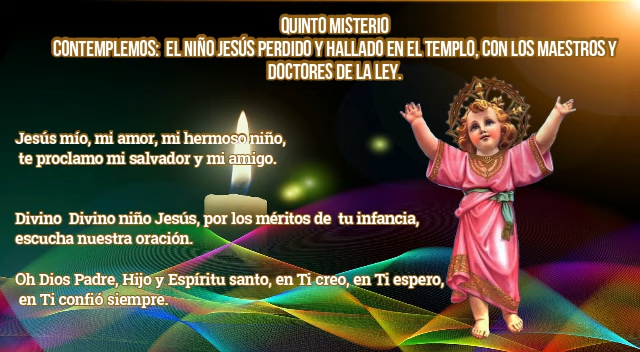 QUINTO MISTERIO
CONTEMPLEMOS: EL NIÑO JESÚS PERDIDO Y HALLADO EN EL TEMPLO, CON LOS MAESTROS Y
DOCTORES DE LA LEY.
Jesús mío, mi amor, mi hermoso niño,
te proclamo mi salvador y mi amigo.
Divino Divino niño Jesús, por los méritos de tu infancia,
escucha nuestra oración.
Oh Dios Padre, Hijo y Espíritu santo, en Ti creo, en Ti espero,
en Ti confió siempre.